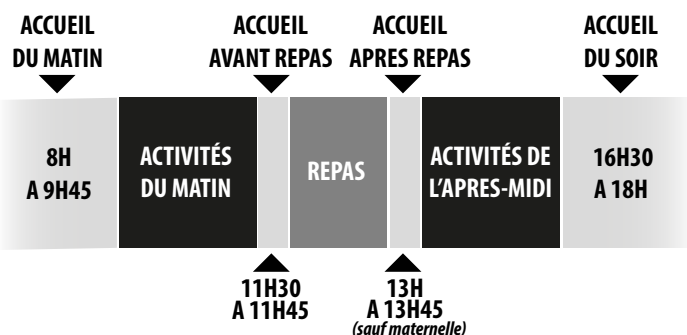 ACCUEIL
DU MATIN
ACCUEIL
AVANT REPAS
ACCUEIL
APRES REPAS
ACCUEIL
DU SOIR
8H
A 9H45
ACTIVITÉS
DU MATIN
REPAS
ACTIVITÉS DE
L'APRES-MIDI
16H30
A 18H
11H30
A 11H45
13H
A 13H45
(sauf maternelle)